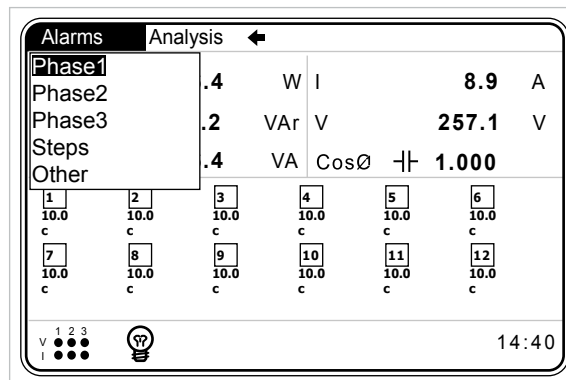 Alarms Analysis
Phase1
Phase2
Phase3
Steps
Other
.4 W I 8.9 A
.2 VAr V 257.1 V
.4 VA CosØ 1.000
1 2 3 4 5 6
10.0 10.0 10.0 10.0 10.0 10.0
c c c c c c
7 8 9 10 11 12
10.0 10.0 10.0 10.0 10.0 10.0
c c c c c c
1 2 3
V
I
14:40